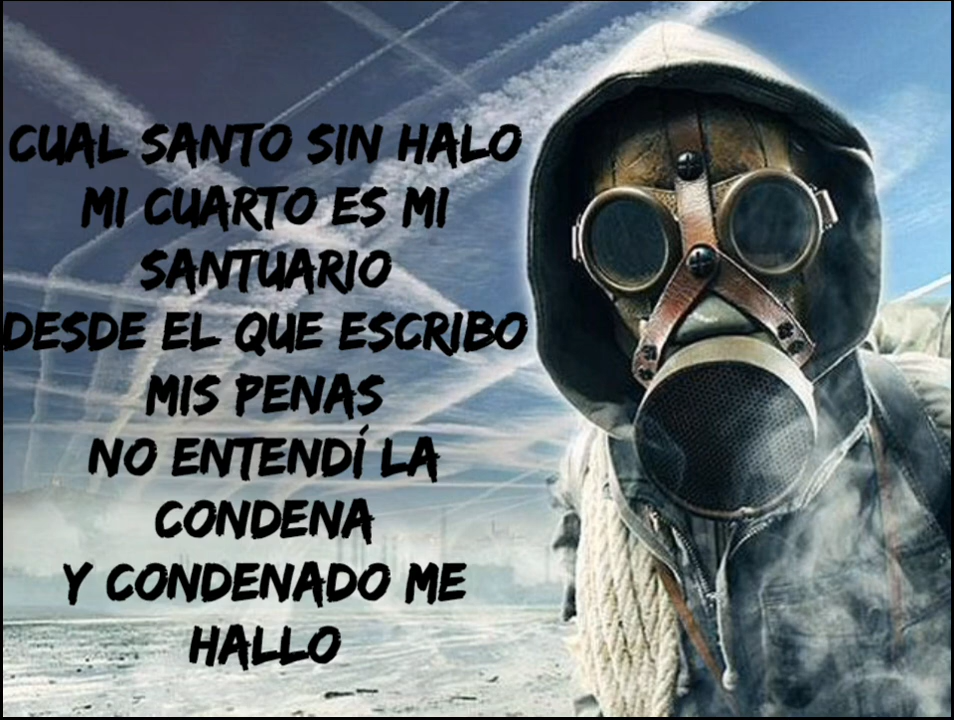 CUAL SANTO SIN HALO
MI CUARTO ES MI
SANTUARIO
DESDE EL QUE ESCRIBO
MIS PENAS
NO ENTENDÍ LA
CONDENA
Y CONDENADO ME
HALLO